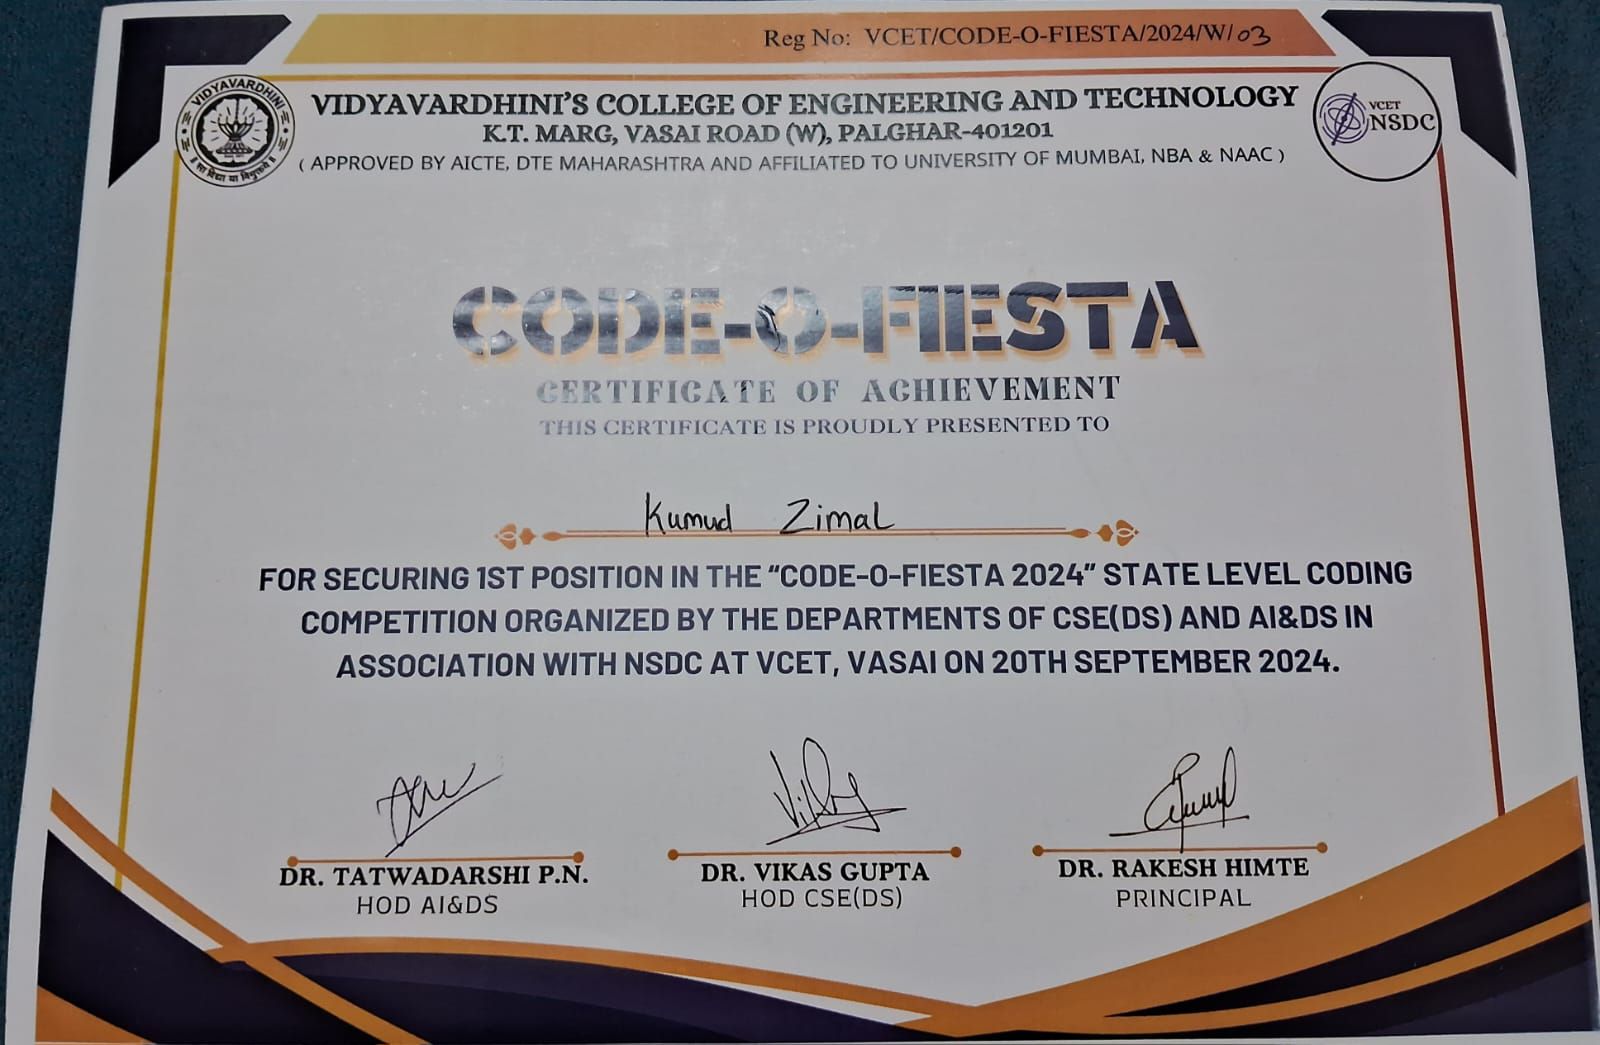 Reg No: VCET/CODE-O-FIESTA/2024/W/03
VIDYAVARDHINI
॥ सा विद्या या विमुक्तये ॥
VIDYAVARDHINI'S COLLEGE OF ENGINEERING AND TECHNOLOGY
K.T. MARG, VASAI ROAD (W), PALGHAR-401201
( APPROVED BY AICTE, DTE MAHARASHTRA AND AFFILIATED TO UNIVERSITY OF MUMBAI, NBA & NAAC )
VCET
NSDC
CODE-O-FIESTA
CERTIFICATE OF ACHIEVEMENT
THIS CERTIFICATE IS PROUDLY PRESENTED TO
Kumud Zimal
FOR SECURING 1ST POSITION IN THE “CODE-O-FIESTA 2024” STATE LEVEL CODING
COMPETITION ORGANIZED BY THE DEPARTMENTS OF CSE(DS) AND AI&DS IN
ASSOCIATION WITH NSDC AT VCET, VASAI ON 20TH SEPTEMBER 2024.
DR. TATWADARSHI P.N.
HOD AI&DS
DR. VIKAS GUPTA
HOD CSE(DS)
DR. RAKESH HIMTE
PRINCIPAL